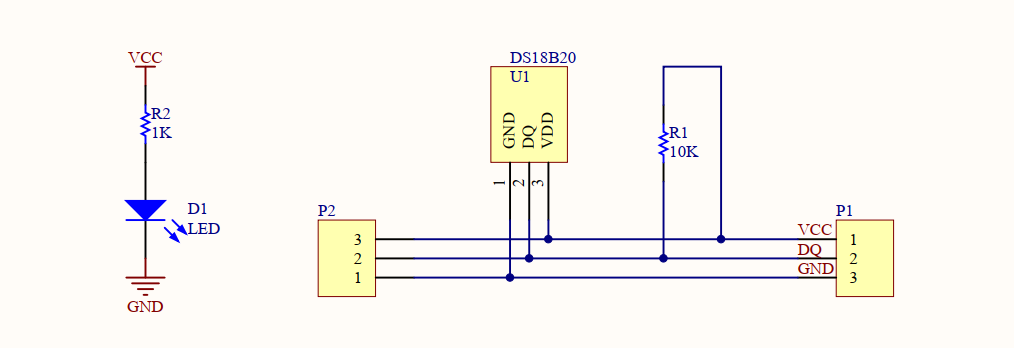 VCC
R2
1K
D1
LED
GND
DS18B20
U1
GND
DQ
VDD
1
2
3
R1
10K
P2
3
2
1
P1
VCC
1
DQ
2
GND
3